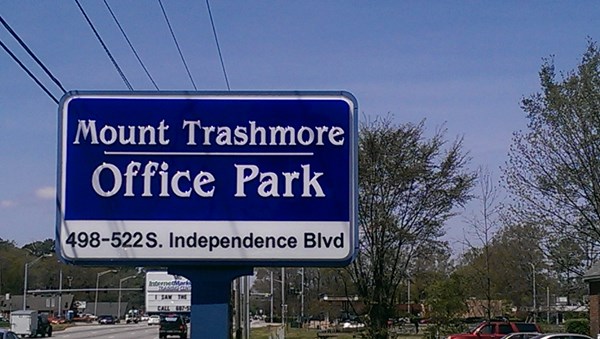 Mount Trashmore
Office Park
498-522 S. Independence Blvd
I SAW THE
CALL